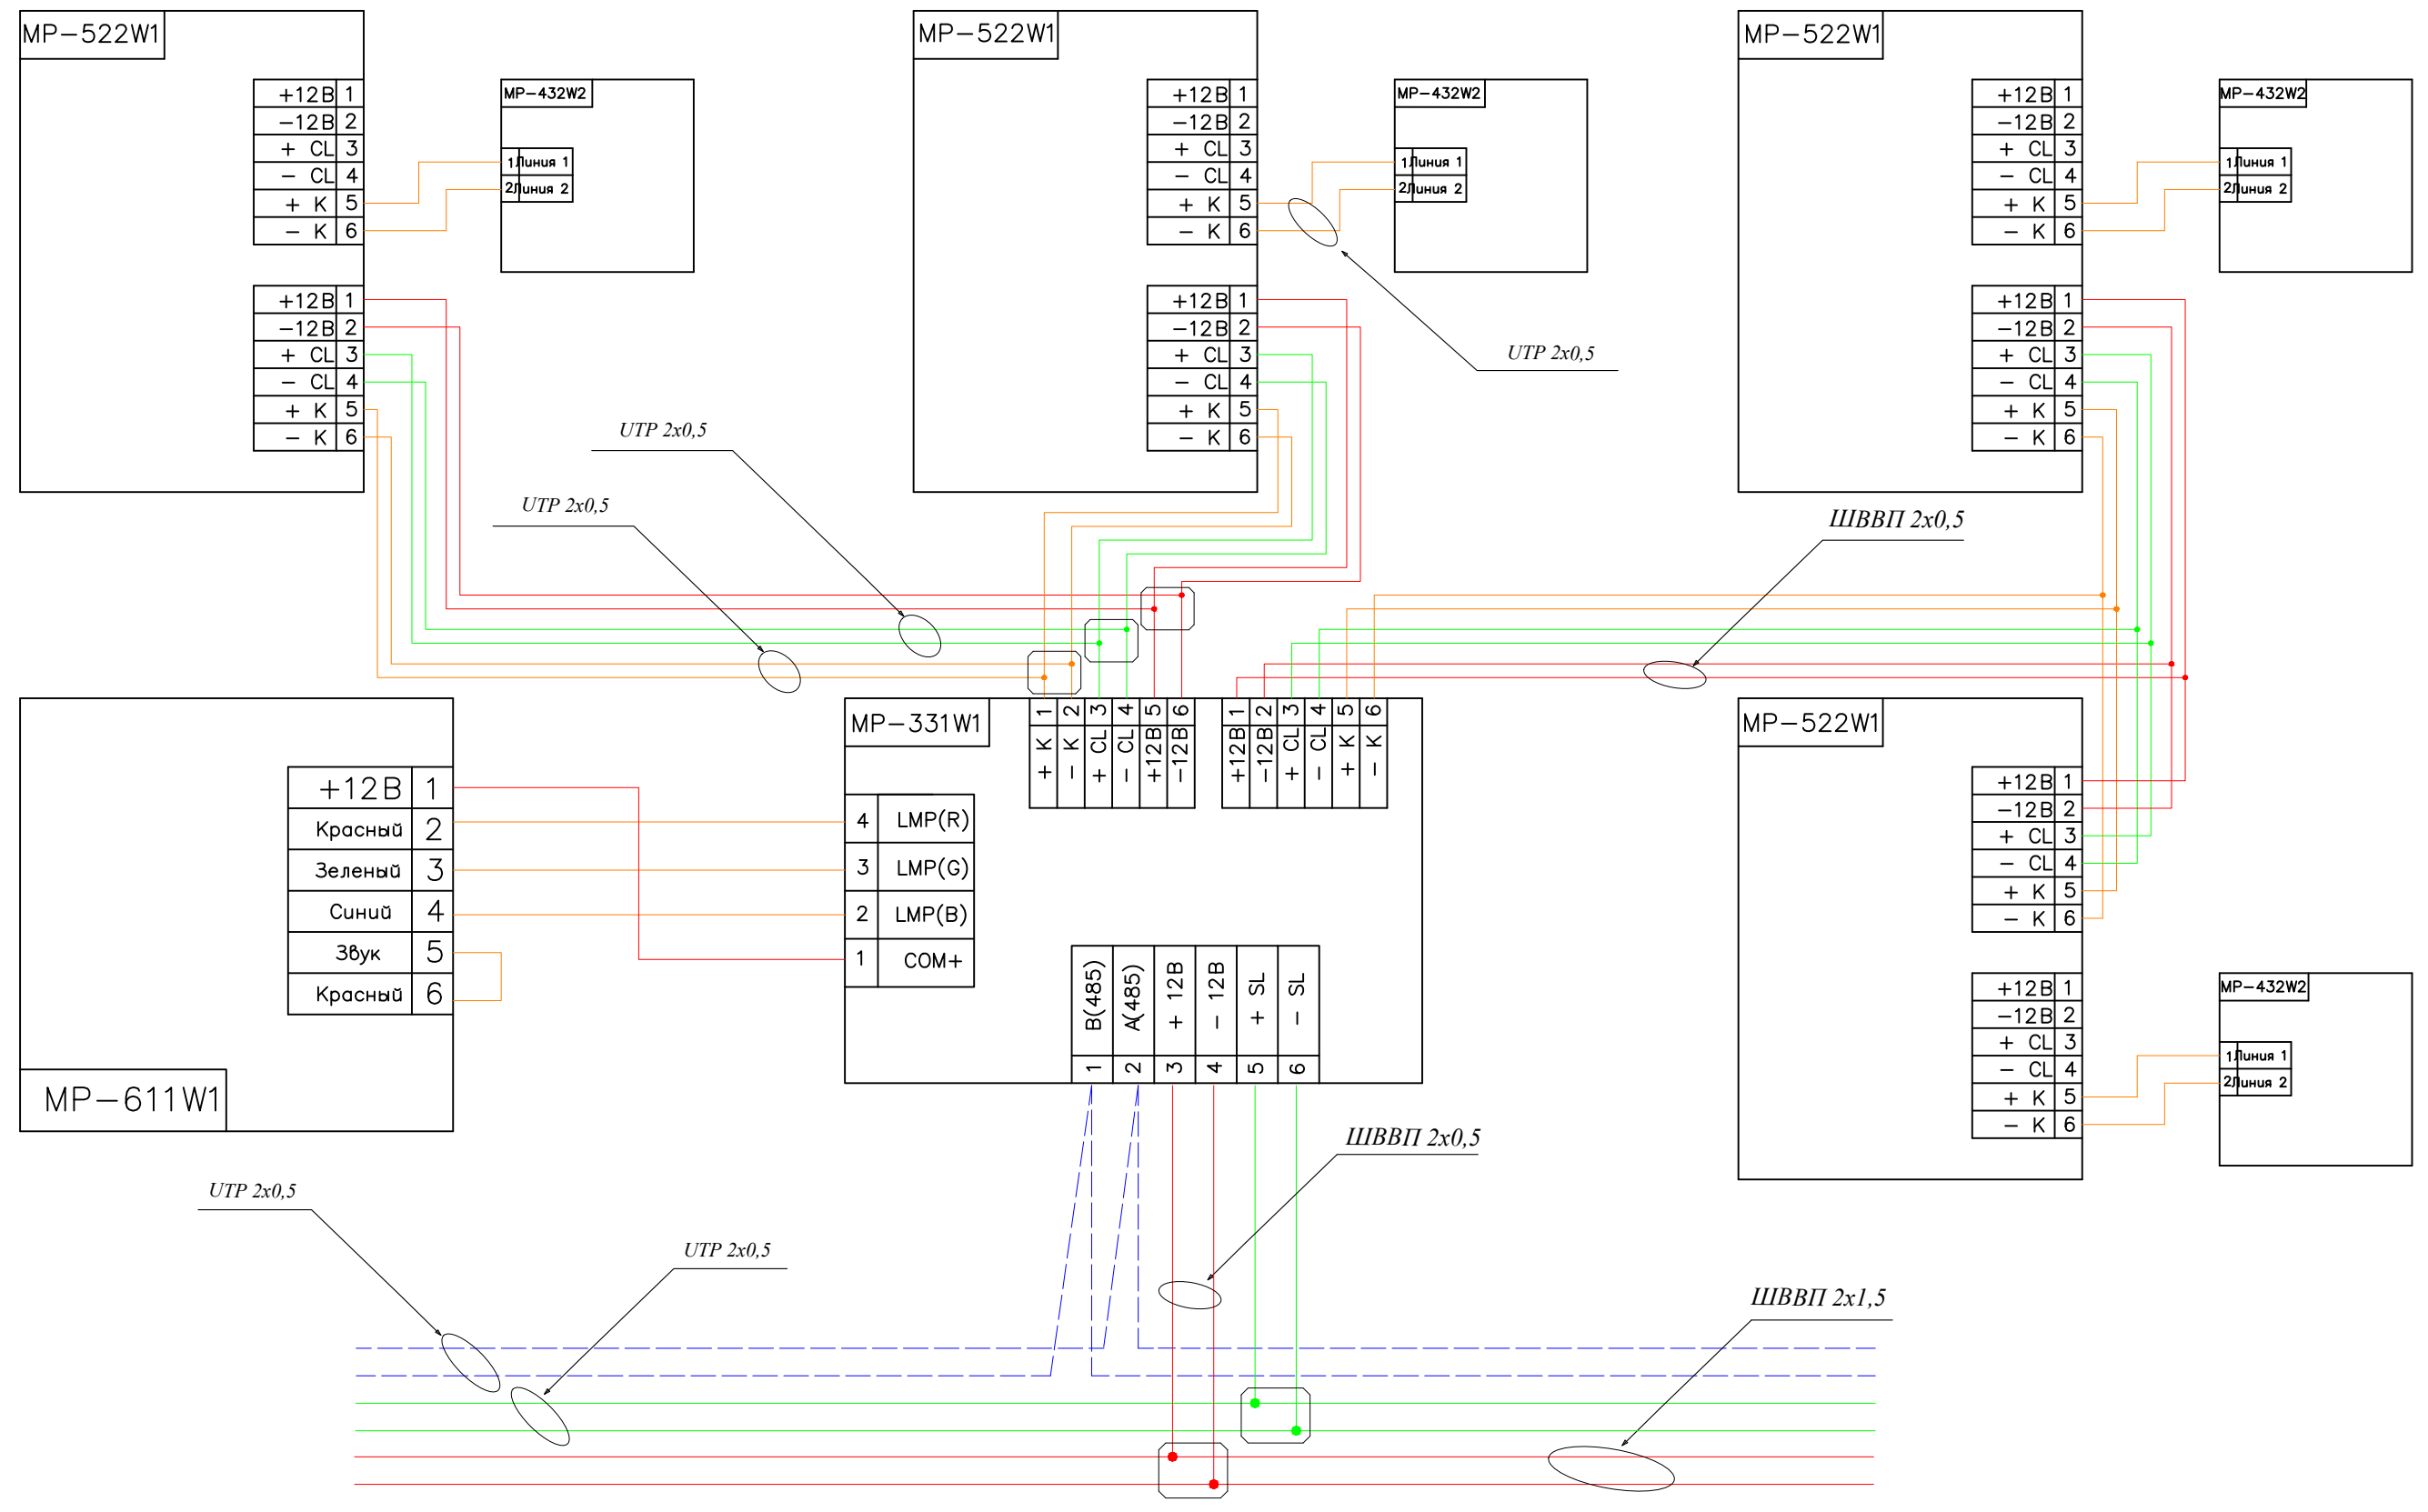 МР-522W1
+12В 1
-12В 2
+ CL 3
- CL 4
+ К 5
- К 6
+12В 1
-12В 2
+ CL 3
- CL 4
+ К 5
- К 6
МР-432W2
1 Линия 1
2 Линия 2
МР-522W1
+12В 1
-12В 2
+ CL 3
- CL 4
+ К 5
- К 6
+12В 1
-12В 2
+ CL 3
- CL 4
+ К 5
- К 6
МР-432W2
1 Линия 1
2 Линия 2
UTP 2x0,5
МР-522W1
+12В 1
-12В 2
+ CL 3
- CL 4
+ К 5
- К 6
+12В 1
-12В 2
+ CL 3
- CL 4
+ К 5
- К 6
МР-432W2
1 Линия 1
2 Линия 2
UTP 2x0,5
UTP 2x0,5
ШВВП 2x0,5
+12В 1
Красный 2
Зеленый 3
Синий 4
Звук 5
Красный 6
МР-611W1
МР-331W1
1 + К
2 - К
3 + CL
4 - CL
5 +12В
6 -12В
1 +12В
2 -12В
3 + CL
4 - CL
5 + К
6 - К
4 LMP(R)
3 LMP(G)
2 LMP(B)
1 COM+
1 B(485)
2 A(485)
3 + 12В
4 - 12В
5 + SL
6 - SL
МР-522W1
+12В 1
-12В 2
+ CL 3
- CL 4
+ К 5
- К 6
+12В 1
-12В 2
+ CL 3
- CL 4
+ К 5
- К 6
МР-432W2
1 Линия 1
2 Линия 2
ШВВП 2x0,5
UTP 2x0,5
UTP 2x0,5
ШВВП 2x1,5